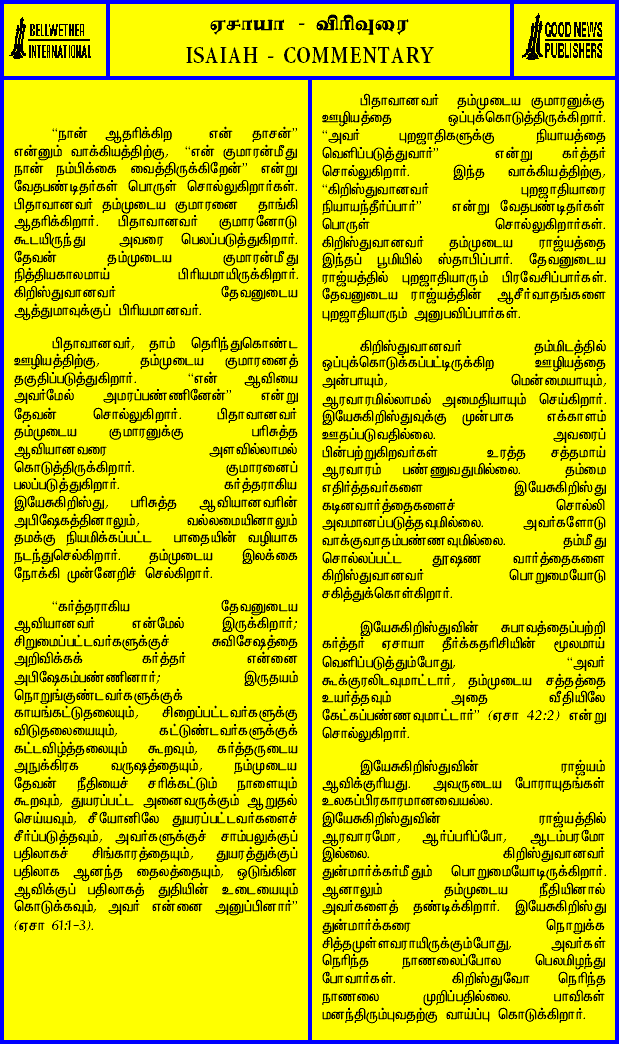 BELLWETHER
INTERNATIONAL
ஏசாயா - விரிவுரை
ISAIAH - COMMENTARY
GOOD NEWS
PUBLISHERS
“நான் ஆதரிக்கிற என் தாசன்”
என்னும் வாக்கியத்திற்கு, “என் குமாரன்மீது
நான் நம்பிக்கை வைத்திருக்கிறேன்” என்று
வேதபண்டிதர்கள் பொருள் சொல்லுகிறார்கள்.
பிதாவானவர் தம்முடைய குமாரனை தாங்கி
ஆதரிக்கிறார். பிதாவானவர் குமாரனோடு
கூடயிருந்து அவரை பெலப்படுத்துகிறார்.
தேவன் தம்முடைய குமாரன்மீது
நித்தியகாலமாய் பிரியமாயிருக்கிறார்.
கிறிஸ்துவானவர் தேவனுடைய
ஆத்துமாவுக்குப் பிரியமானவர்.
பிதாவானவர், தாம் தெரிந்துகொண்ட
ஊழியத்திற்கு, தம்முடைய குமாரனைத்
தகுதிப்படுத்துகிறார். “என் ஆவியை
அவர்மேல் அமரப்பண்ணினேன்” என்று
தேவன் சொல்லுகிறார். பிதாவானவர்
தம்முடைய குமாரனுக்கு பரிசுத்த
ஆவியானவரை அளவில்லாமல்
கொடுத்திருக்கிறார். குமாரனைப்
பலப்படுத்துகிறார். கர்த்தராகிய
இயேசுகிறிஸ்து, பரிசுத்த ஆவியானவரின்
அபிஷேகத்தினாலும், வல்லமையினாலும்
தமக்கு நியமிக்கப்பட்ட பாதையின் வழியாக
நடந்துசெல்கிறார். தம்முடைய இலக்கை
நோக்கி முன்னேறிச் செல்கிறார்.
“கர்த்தராகிய தேவனுடைய
ஆவியானவர் என்மேல் இருக்கிறார்;
சிறுமைப்பட்டவர்களுக்குச் சுவிசேஷத்தை
அறிவிக்கக் கர்த்தர் என்னை
அபிஷேகம்பண்ணினார்; இருதயம்
நொறுங்குண்டவர்களுக்குக்
காயங்கட்டுதலையும், சிறைப்பட்டவர்களுக்கு
விடுதலையையும், கட்டுண்டவர்களுக்குக்
கட்டவிழ்த்தலையும் கூறவும், கர்த்தருடைய
அநுக்கிரக வருஷத்தையும், நம்முடைய
தேவன் நீதியைச் சரிக்கட்டும் நாளையும்
கூறவும், துயரப்பட்ட அனைவருக்கும் ஆறுதல்
செய்யவும், சீயோனிலே துயரப்பட்டவர்களைச்
சீர்ப்படுத்தவும், அவர்களுக்குச் சாம்பலுக்குப்
பதிலாகச் சிங்காரத்தையும், துயரத்துக்குப்
பதிலாக ஆனந்த தைலத்தையும், ஒடுங்கின
ஆவிக்குப் பதிலாகத் துதியின் உடையையும்
கொடுக்கவும், அவர் என்னை அனுப்பினார்”
(ஏசா 61:1-3).
பிதாவானவர் தம்முடைய குமாரனுக்கு
ஊழியத்தை ஒப்புக்கொடுத்திருக்கிறார்.
“அவர் புறஜாதிகளுக்கு நியாயத்தை
வெளிப்படுத்துவார்” என்று கர்த்தர்
சொல்லுகிறார். இந்த வாக்கியத்திற்கு,
“கிறிஸ்துவானவர் புறஜாதியாரை
நியாயந்தீர்ப்பார்” என்று வேதபண்டிதர்கள்
பொருள் சொல்லுகிறார்கள்.
கிறிஸ்துவானவர் தம்முடைய ராஜ்யத்தை
இந்தப் பூமியில் ஸ்தாபிப்பார். தேவனுடைய
ராஜ்யத்தில் புறஜாதியாரும் பிரவேசிப்பார்கள்.
தேவனுடைய ராஜ்யத்தின் ஆசீர்வாதங்களை
புறஜாதியாரும் அனுபவிப்பார்கள்.
கிறிஸ்துவானவர் தம்மிடத்தில்
ஒப்புக்கொடுக்கப்பட்டிருக்கிற ஊழியத்தை
அன்பாயும், மென்மையாயும்,
ஆரவாரமில்லாமல் அமைதியாயும் செய்கிறார்.
இயேசுகிறிஸ்துவுக்கு முன்பாக எக்காளம்
ஊதப்படுவதில்லை. அவரைப்
பின்பற்றுகிறவர்கள் உரத்த சத்தமாய்
ஆரவாரம் பண்ணுவதுமில்லை. தம்மை
எதிர்த்தவர்களை இயேசுகிறிஸ்து
கடினவார்த்தைகளைச் சொல்லி
அவமானப்படுத்தவுமில்லை. அவர்களோடு
வாக்குவாதம்பண்ணவுமில்லை. தம்மீது
சொல்லப்பட்ட தூஷண வார்த்தைகளை
கிறிஸ்துவானவர் பொறுமையோடு
சகித்துக்கொள்கிறார்.
இயேசுகிறிஸ்துவின் சுபாவத்தைப்பற்றி
கர்த்தர் ஏசாயா தீர்க்கதரிசியின் மூலமாய்
வெளிப்படுத்தும்போது, “அவர்
கூக்குரலிடவுமாட்டார், தம்முடைய சத்தத்தை
உயர்த்தவும் அதை வீதியிலே
கேட்கப்பண்ணவுமாட்டார்” (ஏசா 42:2) என்று
சொல்லுகிறார்.
இயேசுகிறிஸ்துவின் ராஜ்யம்
ஆவிக்குரியது. அவருடைய போராயுதங்கள்
உலகப்பிரகாரமானவையல்ல.
இயேசுகிறிஸ்துவின் ராஜ்யத்தில்
ஆரவாரமோ, ஆர்ப்பரிப்போ, ஆடம்பரமோ
இல்லை. கிறிஸ்துவானவர்
துன்மார்க்கர்மீதும் பொறுமையோடிருக்கிறார்.
ஆனாலும் தம்முடைய நீதியினால்
அவர்களைத் தண்டிக்கிறார். இயேசுகிறிஸ்து
துன்மார்க்கரை நொறுக்க
சித்தமுள்ளவராயிருக்கும்போது, அவர்கள்
நெரிந்த நாணலைப்போல பெலமிழந்து
போவார்கள். கிறிஸ்துவோ நெரிந்த
நாணலை முறிப்பதில்லை. பாவிகள்
மனந்திரும்புவதற்கு வாய்ப்பு கொடுக்கிறார்.